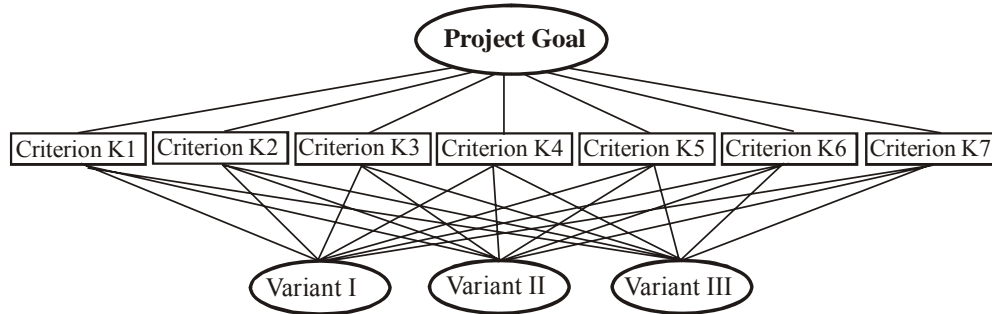 Project Goal
Criterion K1
Criterion K2
Criterion K3
Criterion K4
Criterion K5
Criterion K6
Criterion K7
Variant I
Variant II
Variant III